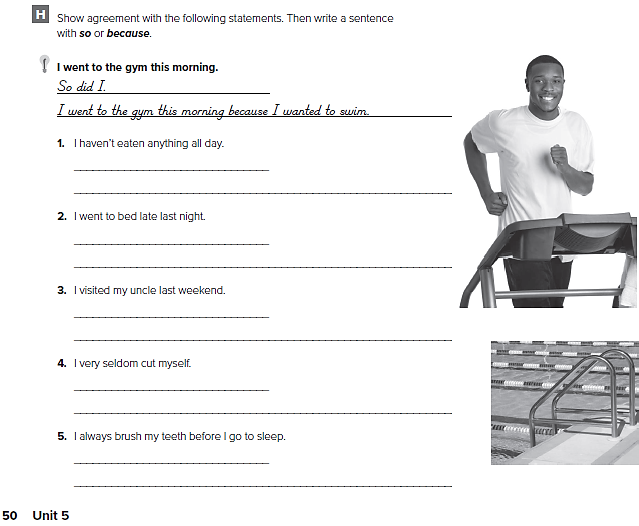 H Show agreement with the following statements. Then write a sentence
with so or because.
I went to the gym this morning.
So did I.
I went to the gym this morning because I wanted to swim.
1. I haven't eaten anything all day.
2. I went to bed late last night.
3. I visited my uncle last weekend.
4. I very seldom cut myself.
5. I always brush my teeth before I go to sleep.
50 Unit 5